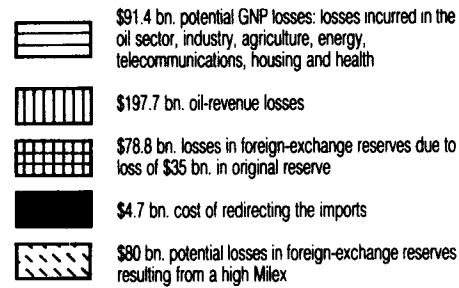 $91.4 bn. potential GNP losses: losses incurred in the
oil sector, industry, agriculture, energy,
telecommunications, housing and health
$197.7 bn. oil-revenue losses
$78.8 bn. losses in foreign-exchange reserves due to
loss of $35 bn. in original reserve
$4.7 bn. cost of redirecting the imports
$80 bn. potential losses in foreign-exchange reserves
resulting from a high Milex